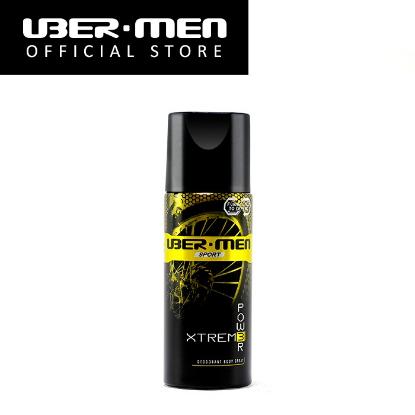 UBER·MEN
OFFICIAL STORE
UBER·MEN
SPORT
XTREME
POWER
DEODORANT BODY SPRAY